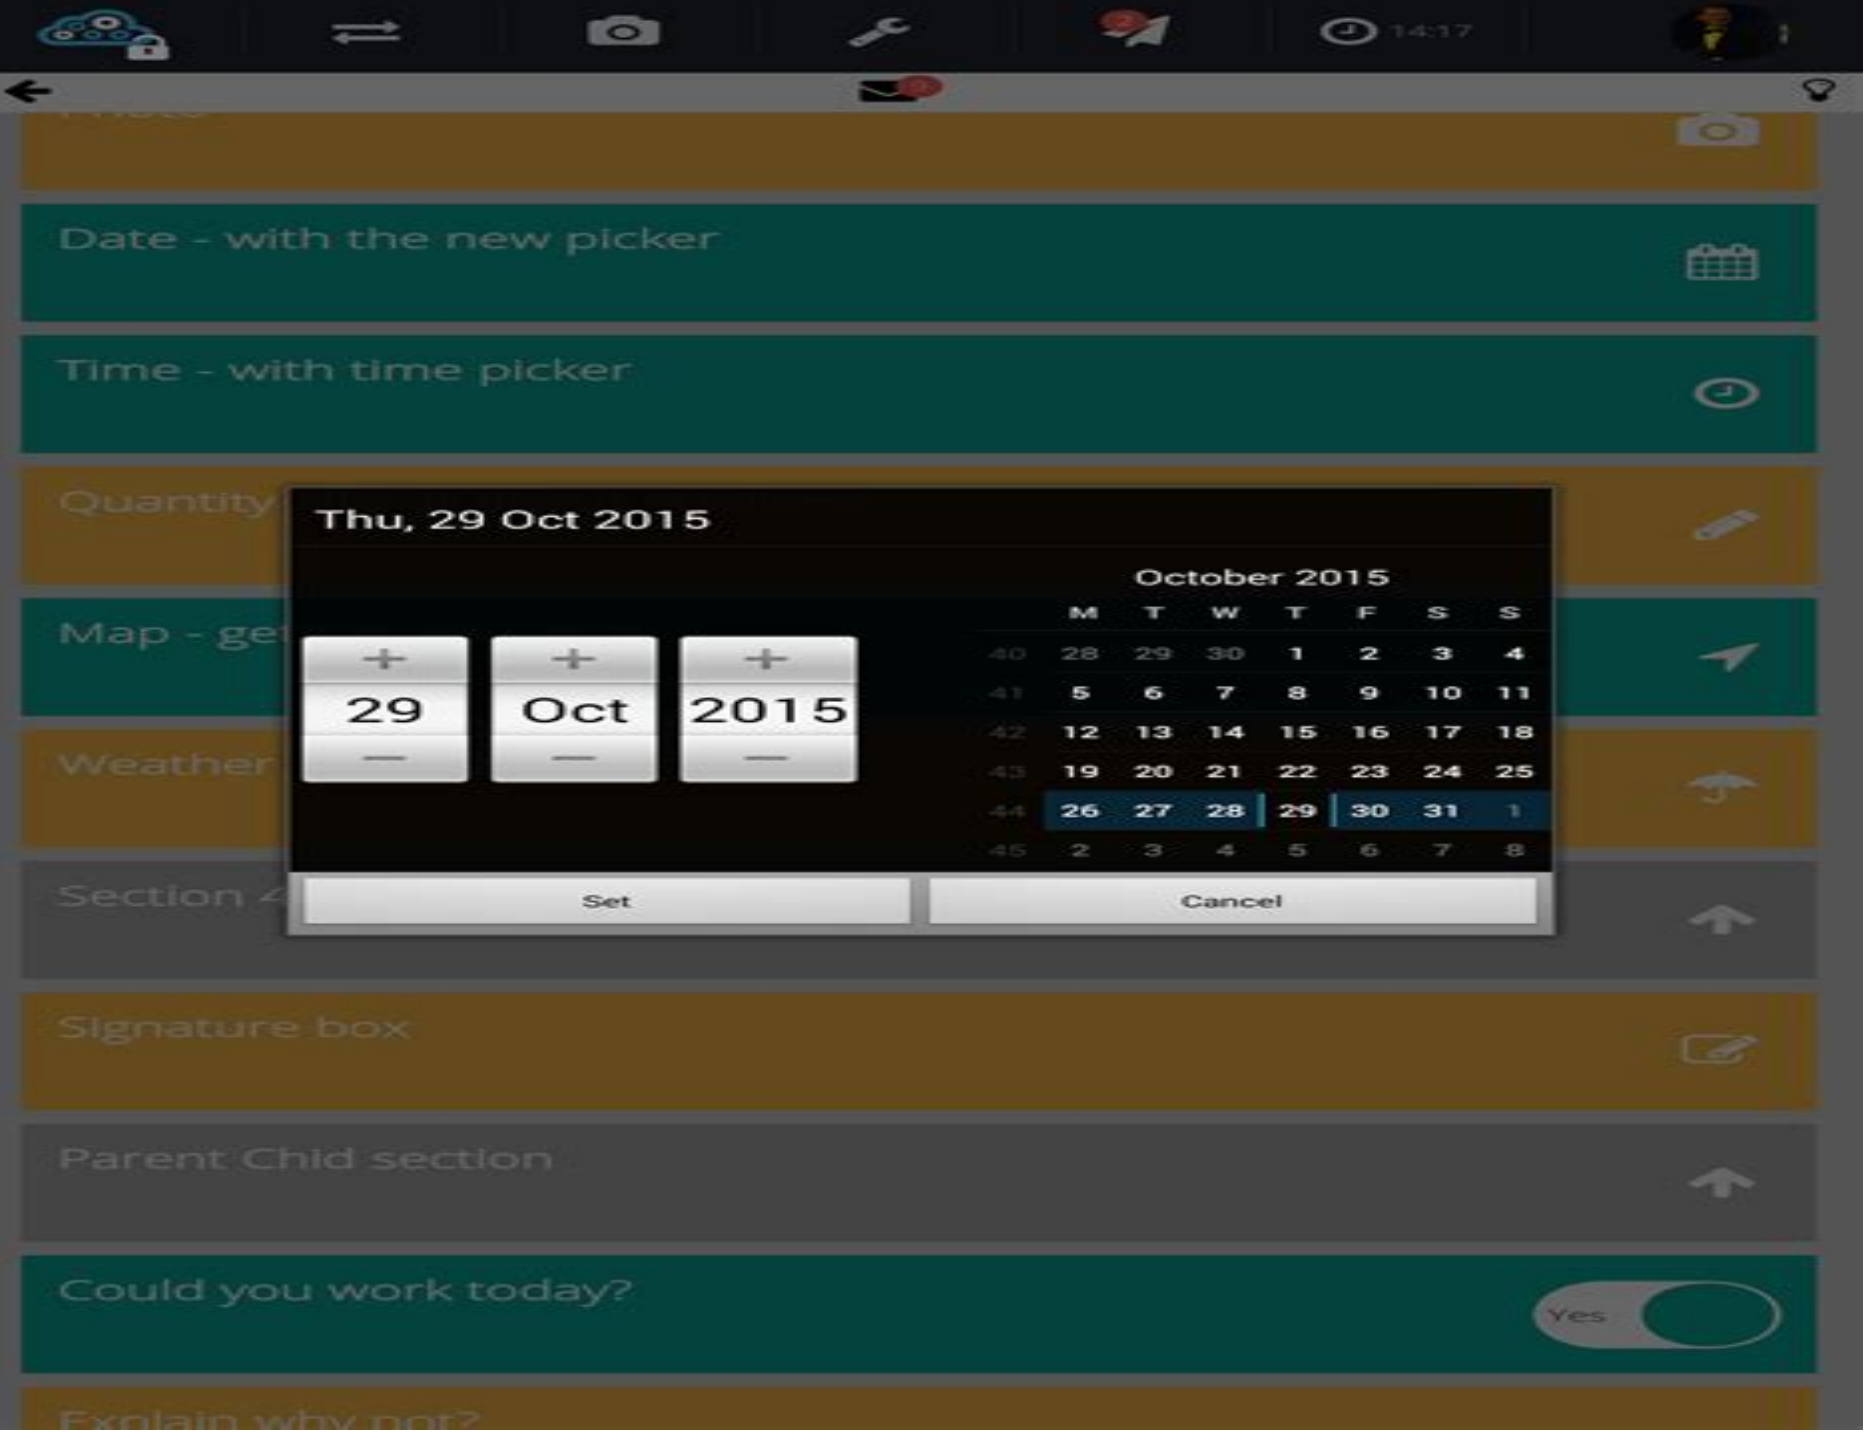 2
14:17
Date - with the new picker
Time - with time picker
Quantity
Thu, 29 Oct 2015
October 2015
M T W T F S S
40 28 29 30 1 2 3 4
41 5 6 7 8 9 10 11
42 12 13 14 15 16 17 18
43 19 20 21 22 23 24 25
44 26 27 28 29 30 31 1
45 2 3 4 5 6 7 8
Map - get
+ + +
29 Oct 2015
- - -
Weather
Set Cancel
Section 4
Signature box
Parent Chid section
Could you work today?
Yes
Explain why not?